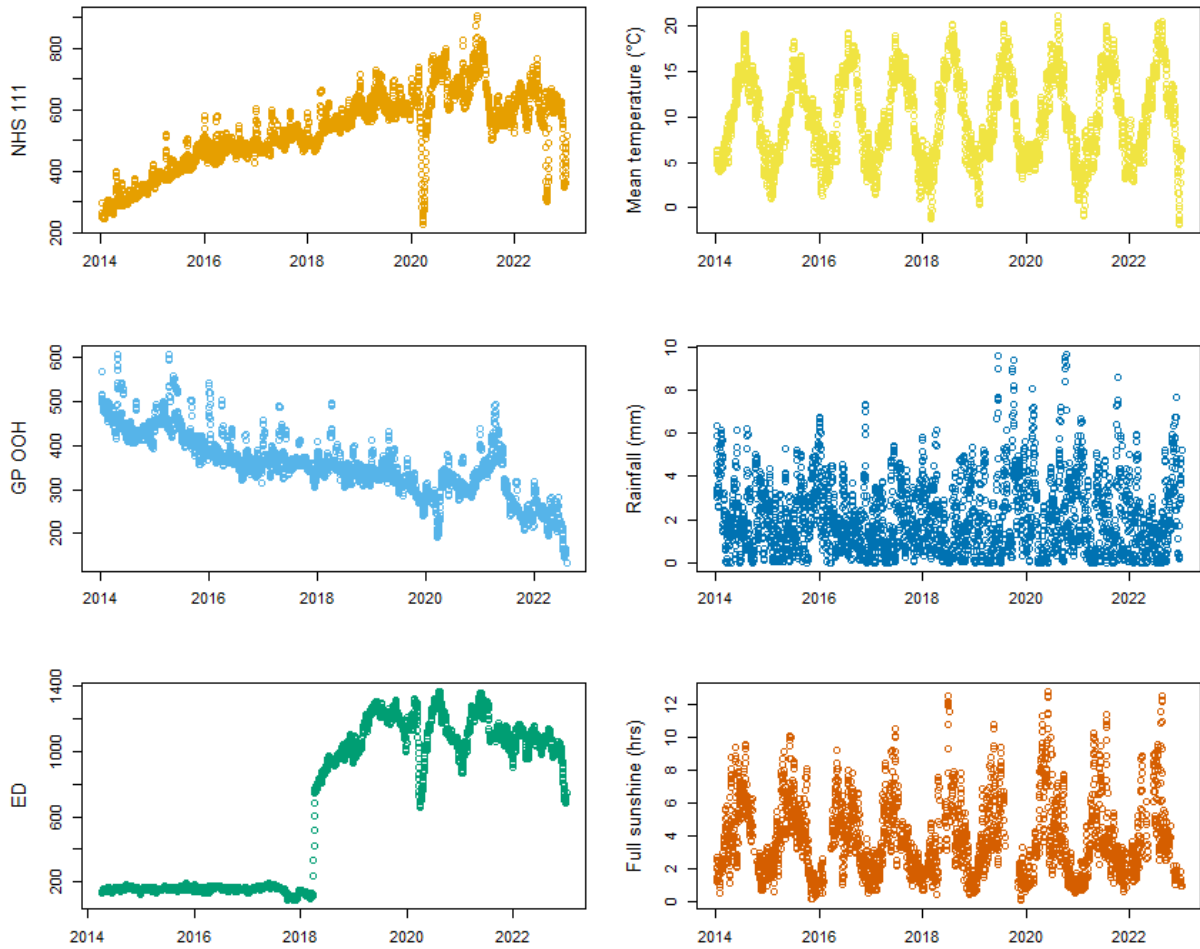 NHS 111
200 400 600 800
2014 2016 2018 2020 2022
Mean temperature (°C)
0 5 10 15 20
2014 2016 2018 2020 2022
GP OOH
200 300 400 500 600
2014 2016 2018 2020 2022
Rainfall (mm)
0 2 4 6 8 10
2014 2016 2018 2020 2022
ED
200 600 1000 1400
2014 2016 2018 2020 2022
Full sunshine (hrs)
0 2 4 6 8 10 12
2014 2016 2018 2020 2022